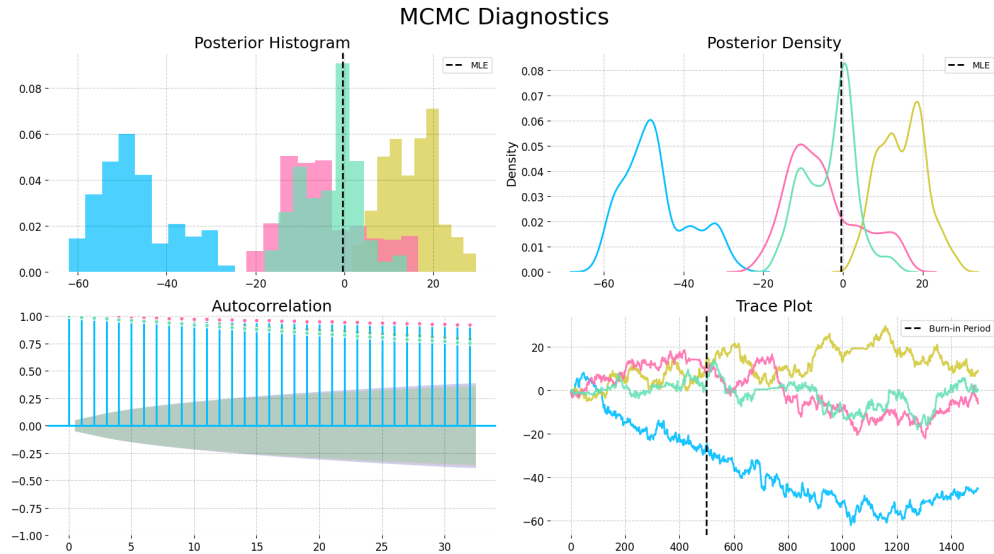 MCMC Diagnostics
Posterior Histogram
MLE
0.08
0.06
0.04
0.02
0.00
−60 −40 −20 0 20
Posterior Density
MLE
Density
0.08
0.07
0.06
0.05
0.04
0.03
0.02
0.01
0.00
−60 −40 −20 0 20
Autocorrelation
1.00
0.75
0.50
0.25
0.00
−0.25
−0.50
−0.75
−1.00
0 5 10 15 20 25 30
Trace Plot
Burn-in Period
20
0
−20
−40
−60
0 200 400 600 800 1000 1200 1400